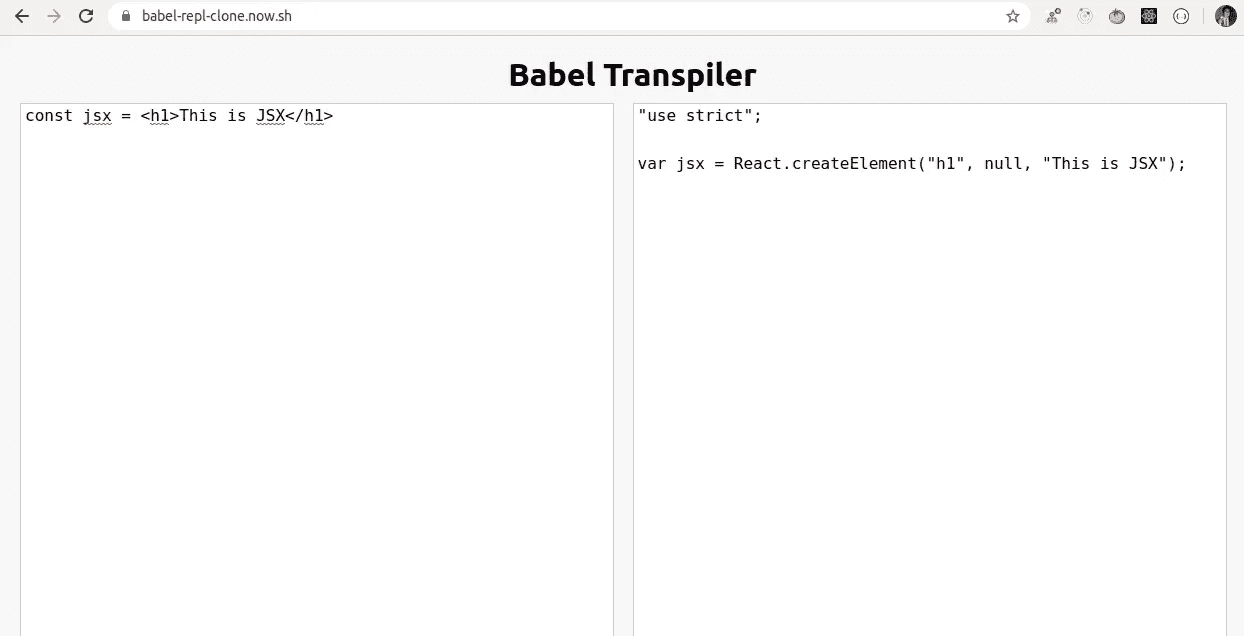 babel-repl-clone.now.sh
Babel Transpiler
const jsx = <h1>This is JSX</h1>
"use strict";
var jsx = React.createElement("h1", null, "This is JSX");